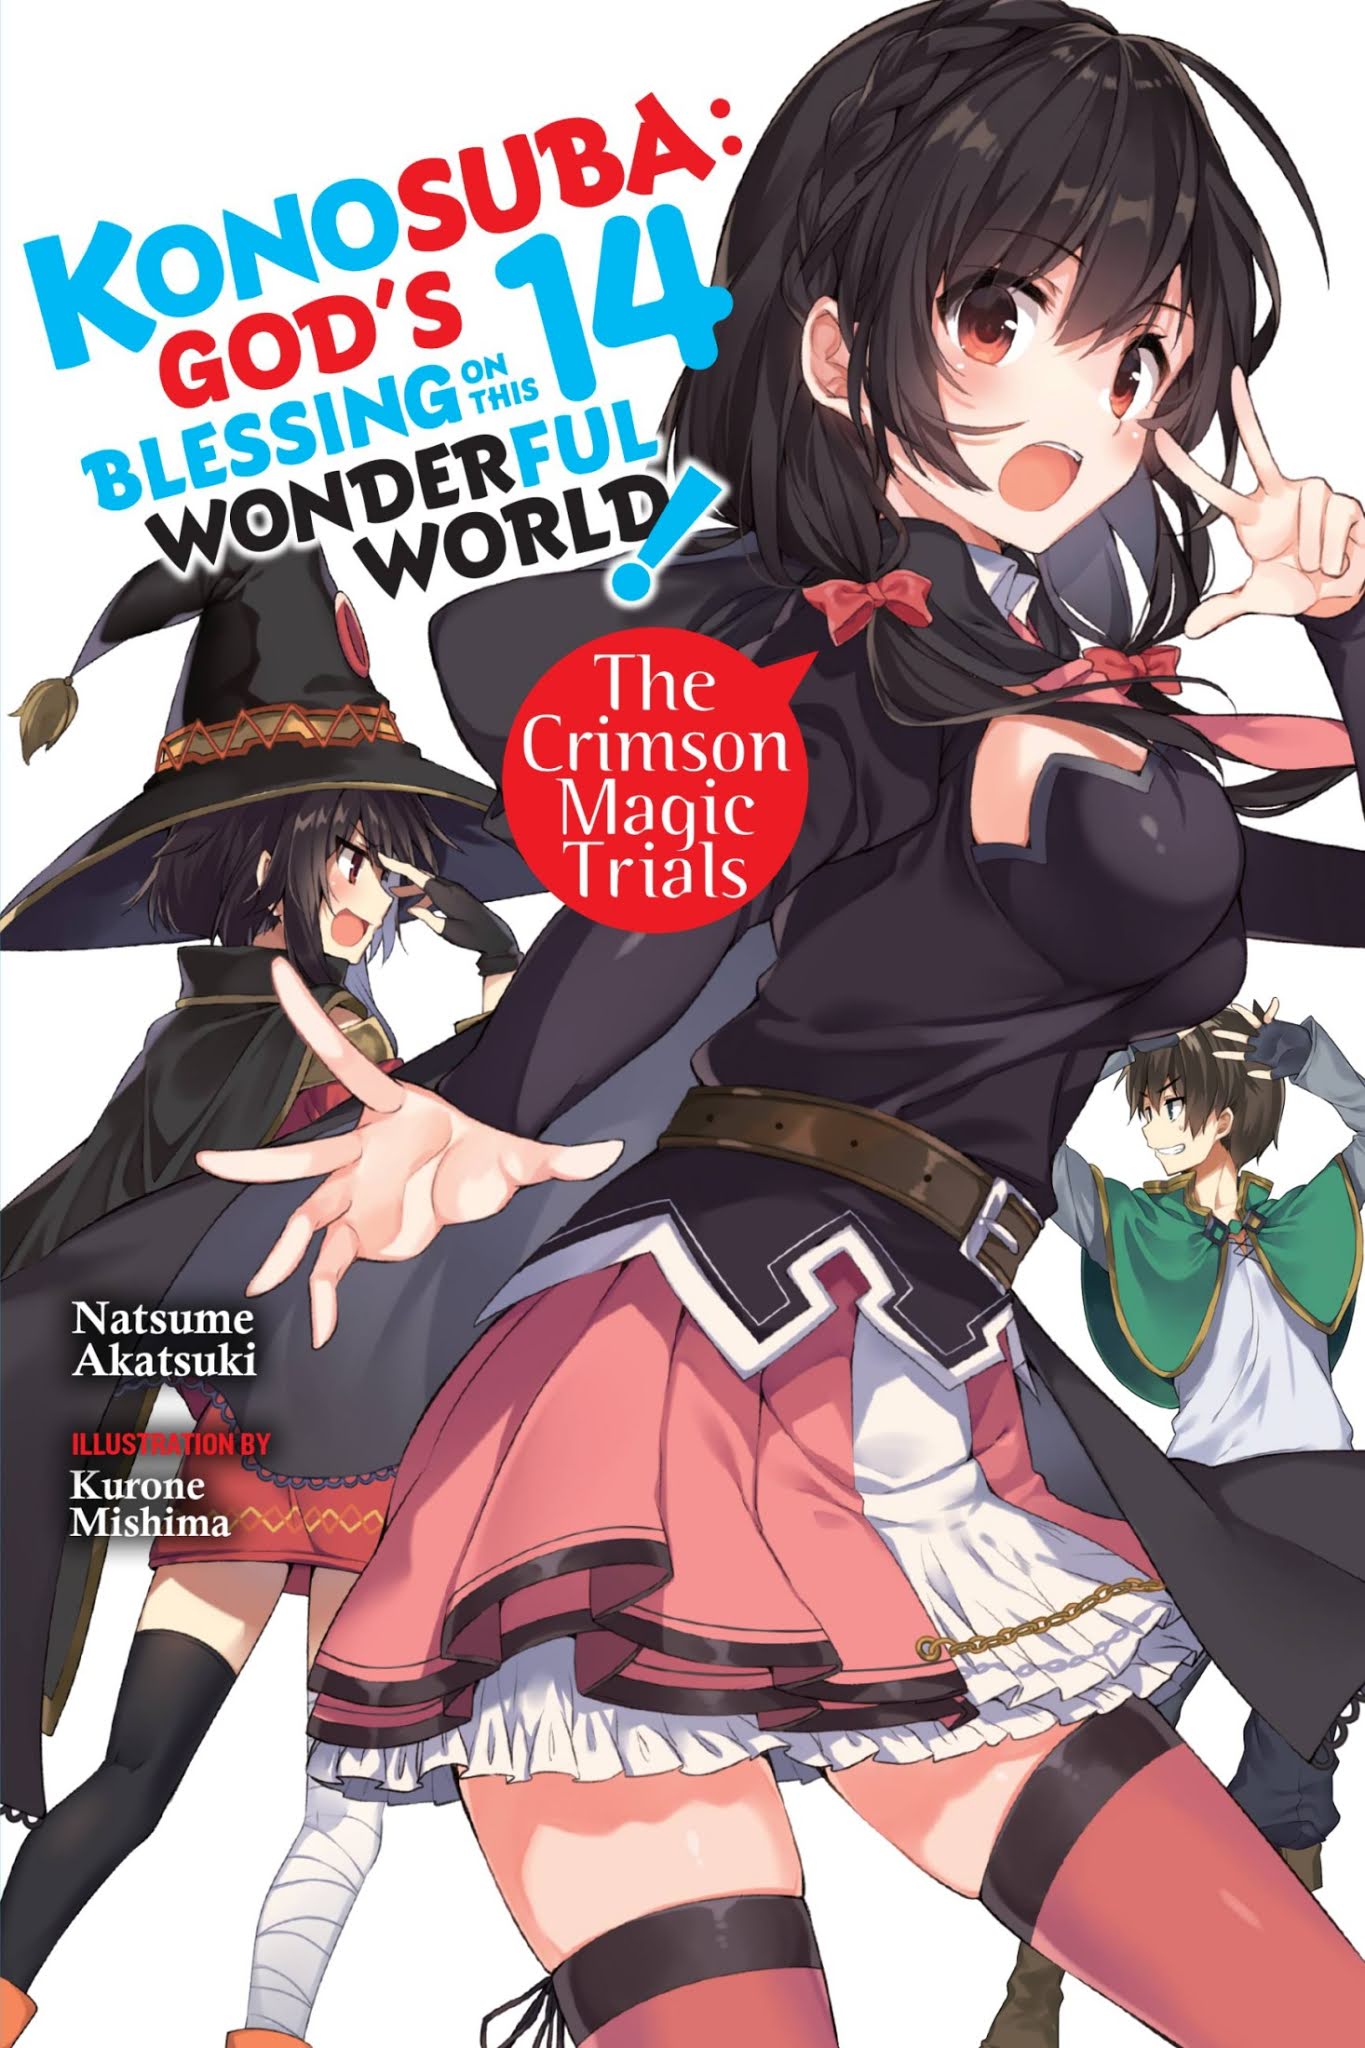 KONOSUBA:
GOD'S
BLESSING ON THIS
WONDERFUL
WORLD!
14
The
Crimson
Magic
Trials
Natsume
Akatsuki
ILLUSTRATION BY
Kurone
Mishima